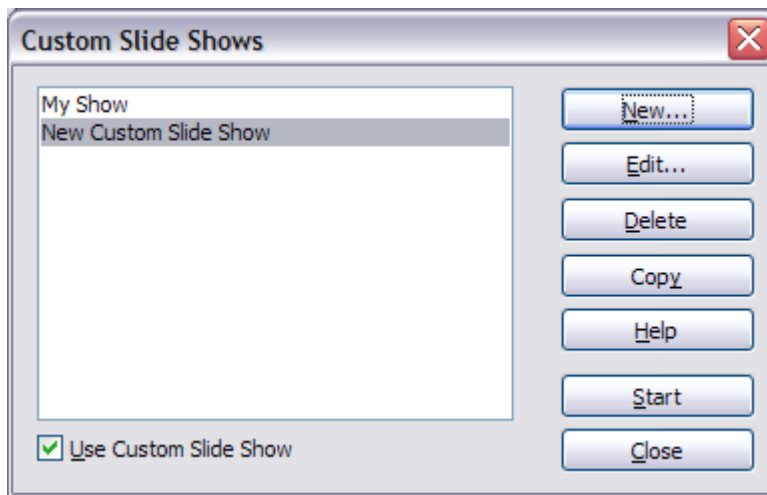 Custom Slide Shows
My Show
New Custom Slide Show
Use Custom Slide Show
New...
Edit...
Delete
Copy
Help
Start
Close